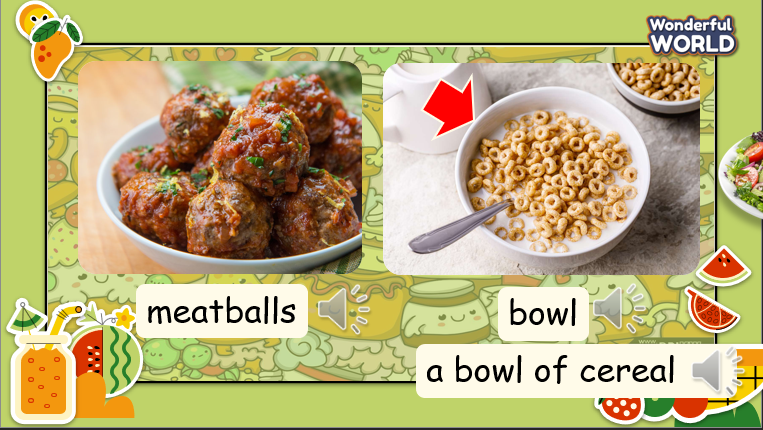 Wonderful
WORLD
meatballs
bowl
a bowl of cereal